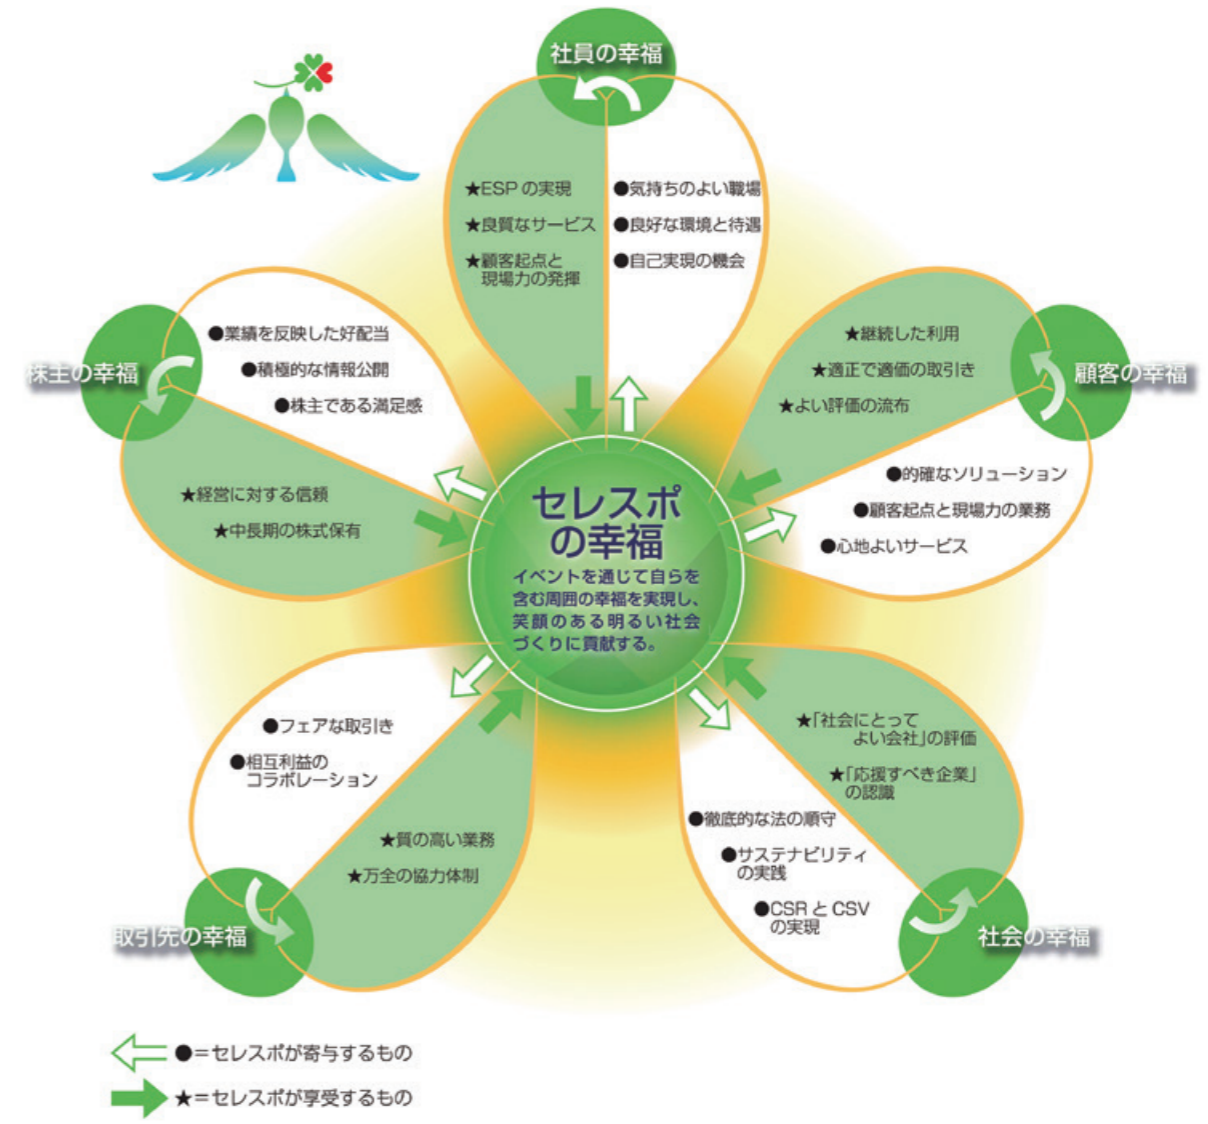 社員の幸福
★ESPの実現
★良質なサービス
★顧客起点と
現場力の発揮
●気持ちのよい職場
●良好な環境と待遇
●自己実現の機会
株主の幸福
●業績を反映した好配当
●積極的な情報公開
●株主である満足感
★経営に対する信頼
★中長期の株式保有
顧客の幸福
★継続した利用
★適正で適価の取引き
★よい評価の流布
●的確なソリューション
●顧客起点と現場力の業務
●心地よいサービス
セレスポ
の幸福
イベントを通じて自らを
含む周囲の幸福を実現し、
笑顔のある明るい社会
づくりに貢献する。
取引先の幸福
●フェアな取引き
●相互利益の
コラボレーション
★質の高い業務
★万全の協力体制
社会の幸福
★「社会にとって
よい会社」の評価
★「応援すべき企業」
の認識
●徹底的な法の順守
●サステナビリティ
の実践
●CSRとCSV
の実現
●＝セレスポが寄与するもの
★＝セレスポが享受するもの